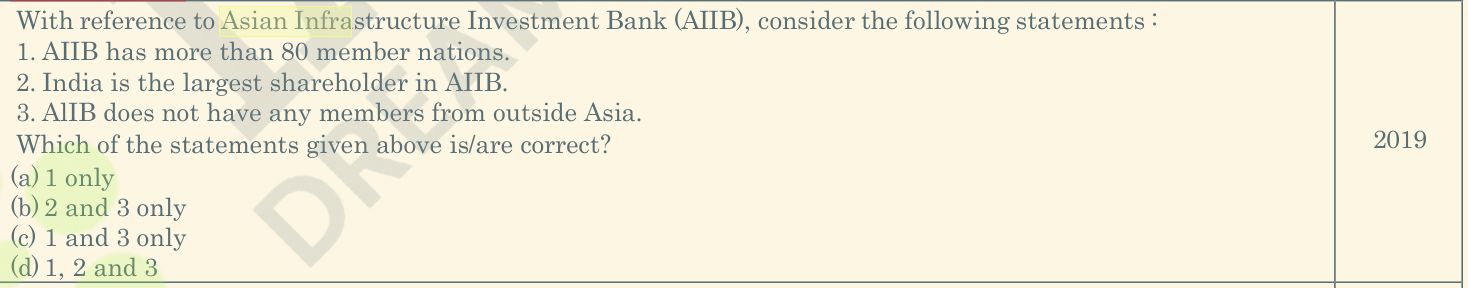 With reference to Asian Infrastructure Investment Bank (AIIB), consider the following statements :
1. AIIB has more than 80 member nations.
2. India is the largest shareholder in AIIB.
3. AlIB does not have any members from outside Asia.
Which of the statements given above is/are correct?
2019
(a) 1 only
(b) 2 and 3 only
(c) 1 and 3 only
(d) 1, 2 and 3
DREAM